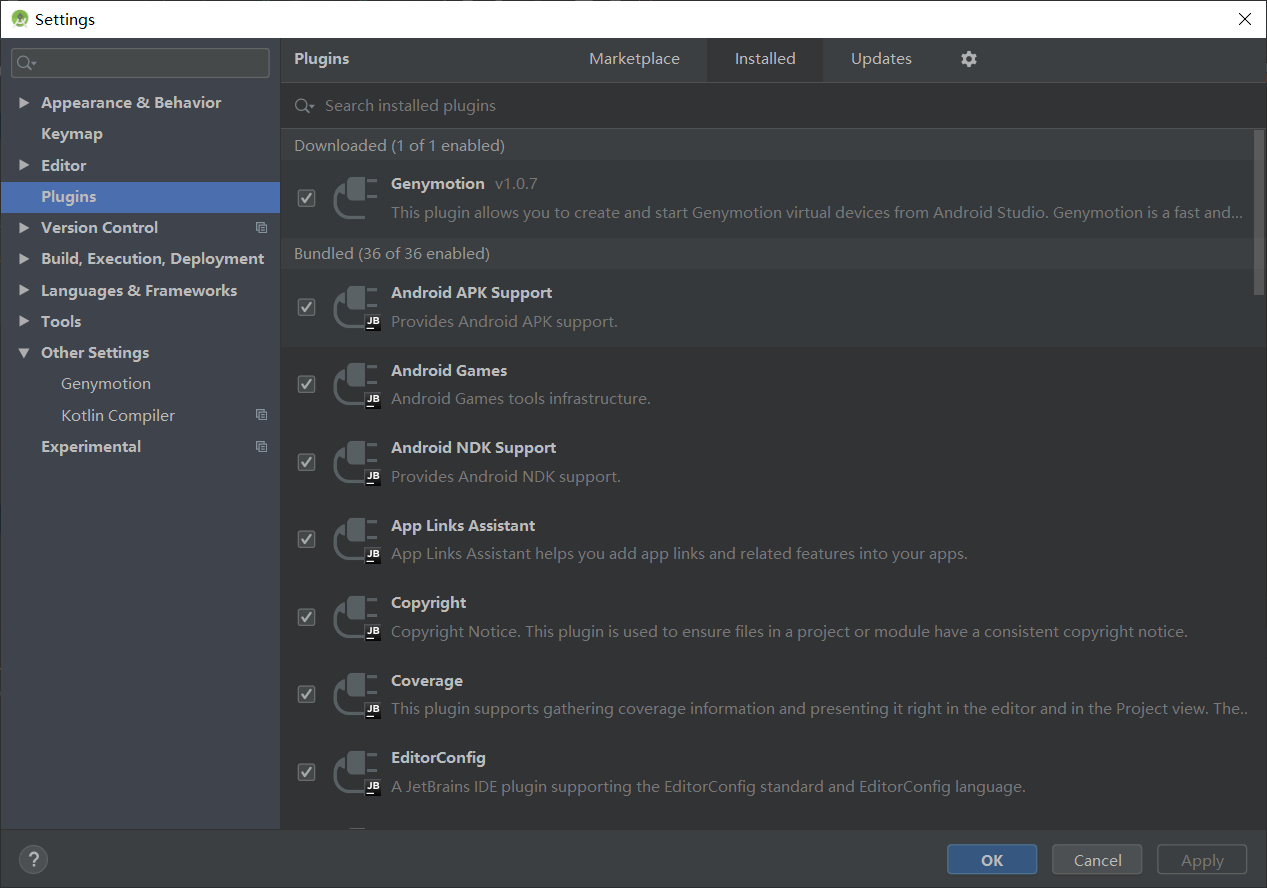 Settings
Plugins
Marketplace
Installed
Updates
Appearance & Behavior
Keymap
Editor
Plugins
Version Control
Build, Execution, Deployment
Languages & Frameworks
Tools
Other Settings
Genymotion
Kotlin Compiler
Experimental
Search installed plugins
Downloaded (1 of 1 enabled)
Genymotion v1.0.7
This plugin allows you to create and start Genymotion virtual devices from Android Studio. Genymotion is a fast and...
Bundled (36 of 36 enabled)
Android APK Support
JB
Provides Android APK support.
Android Games
JB
Android Games tools infrastructure.
Android NDK Support
JB
Provides Android NDK support.
App Links Assistant
JB
App Links Assistant helps you add app links and related features into your apps.
Copyright
JB
Copyright Notice. This plugin is used to ensure files in a project or module have a consistent copyright notice.
Coverage
JB
This plugin supports gathering coverage information and presenting it right in the editor and in the Project view. The..
EditorConfig
JB
A JetBrains IDE plugin supporting the EditorConfig standard and EditorConfig language.
?
OK
Cancel
Apply